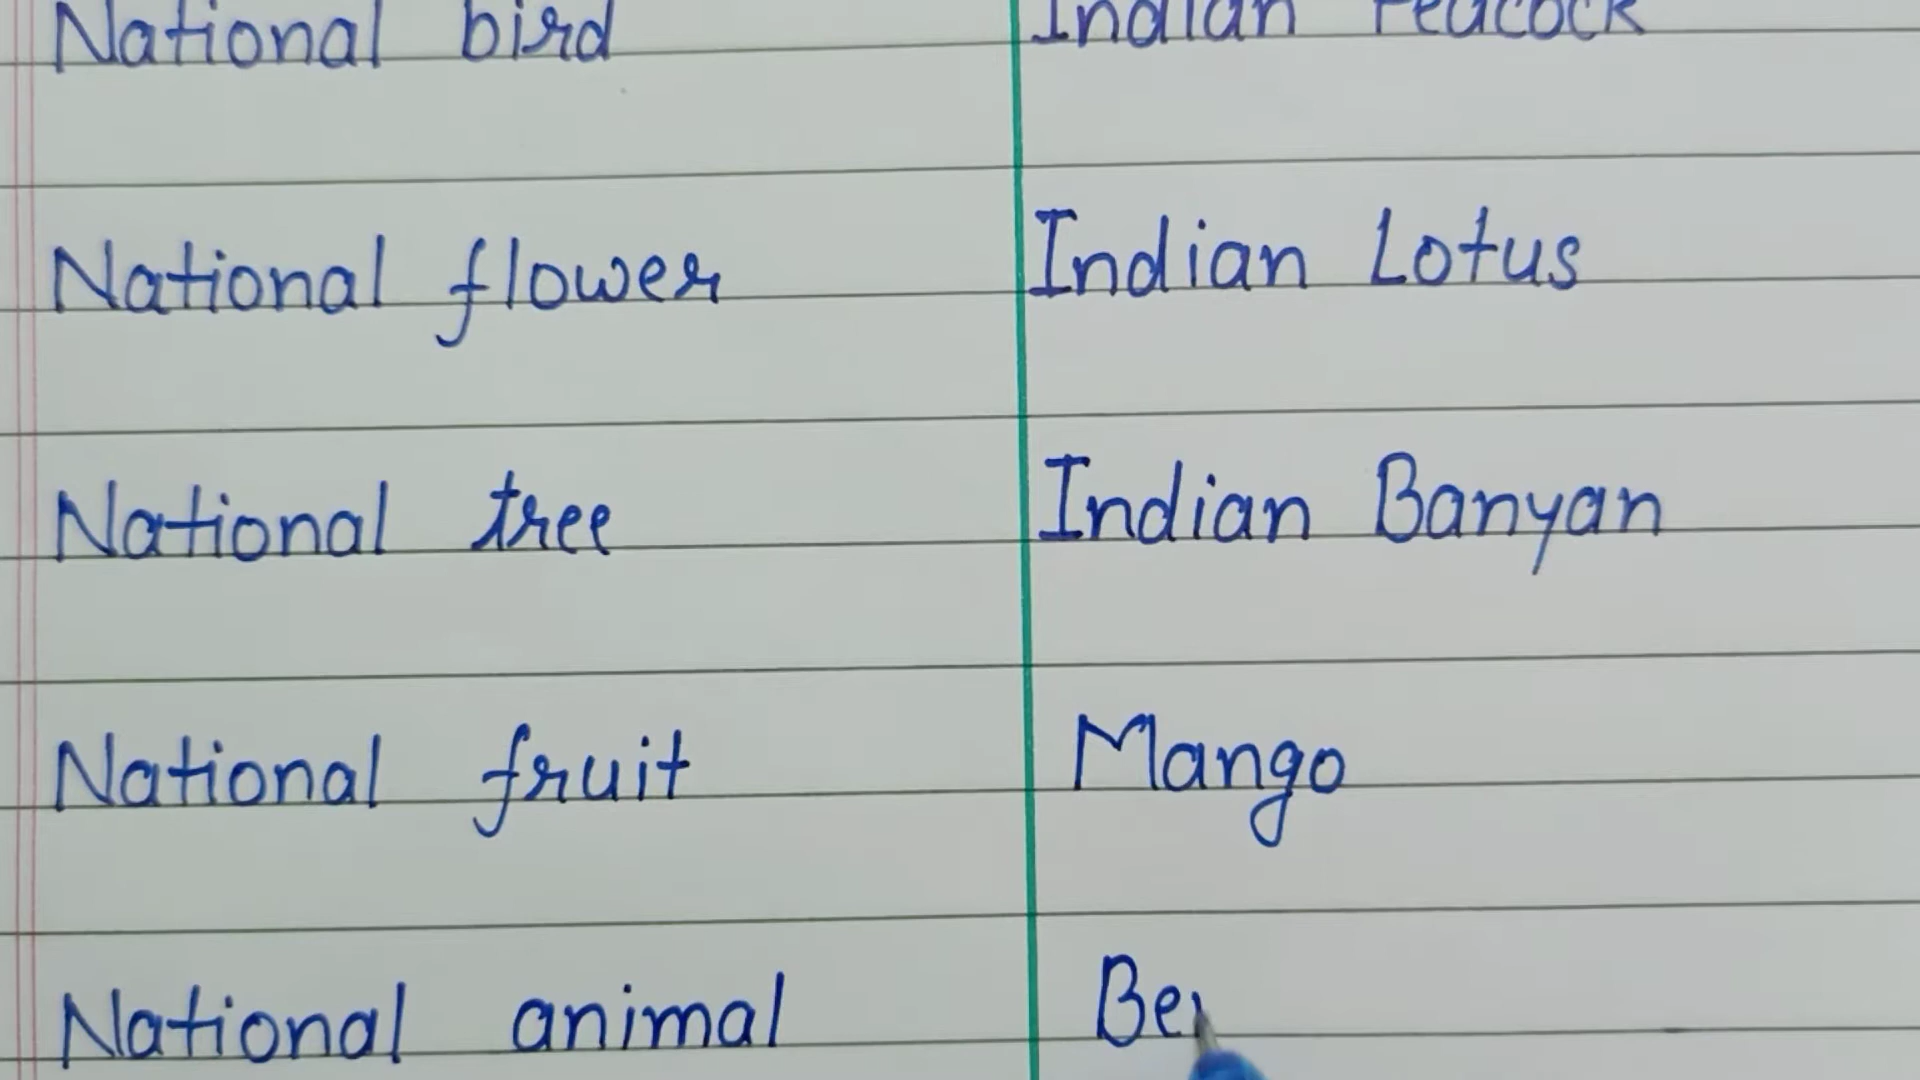 National bird Indian Peacock
National flower Indian Lotus
National tree Indian Banyan
National fruit Mango
National animal Be